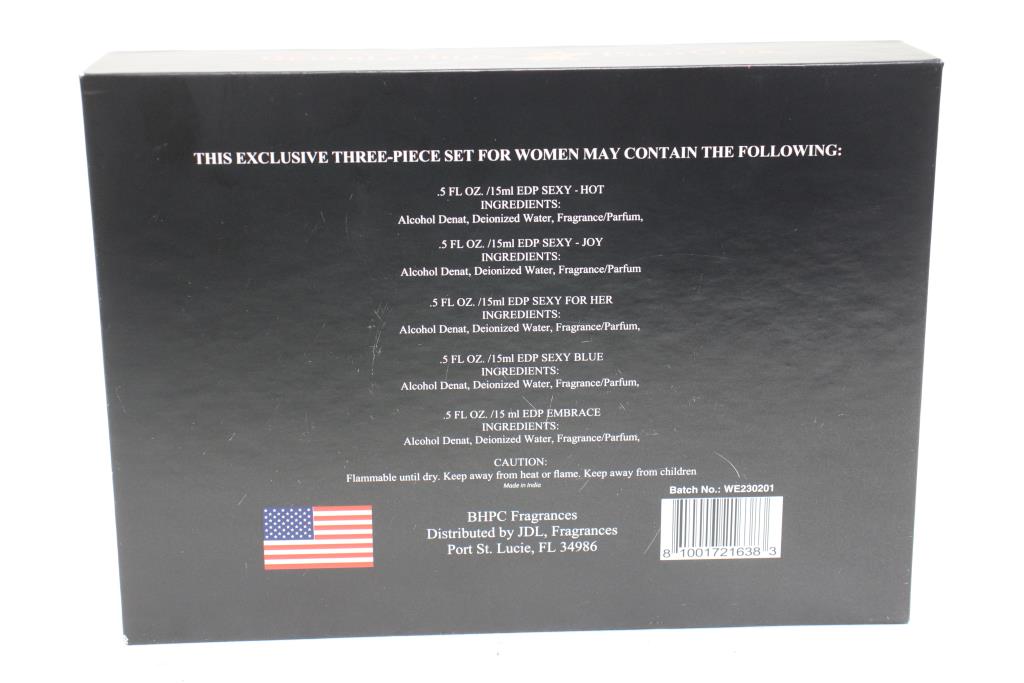 THIS EXCLUSIVE THREE-PIECE SET FOR WOMEN MAY CONTAIN THE FOLLOWING:
.5 FL OZ. /15ml EDP SEXY - HOT
INGREDIENTS:
Alcohol Denat, Deionized Water, Fragrance/Parfum,
.5 FL OZ. /15ml EDP SEXY - JOY
INGREDIENTS:
Alcohol Denat, Deionized Water, Fragrance/Parfum
.5 FL OZ. /15ml EDP SEXY FOR HER
INGREDIENTS:
Alcohol Denat, Deionized Water, Fragrance/Parfum,
.5 FL OZ. /15ml EDP SEXY BLUE
INGREDIENTS:
Alcohol Denat, Deionized Water, Fragrance/Parfum,
.5 FL OZ. /15 ml EDP EMBRACE
INGREDIENTS:
Alcohol Denat, Deionized Water, Fragrance/Parfum,
CAUTION:
Flammable until dry. Keep away from heat or flame. Keep away from children
Made in India
BHPC Fragrances
Distributed by JDL, Fragrances
Port St. Lucie, FL 34986
Batch No.: WE230201
8 10017 21638 3